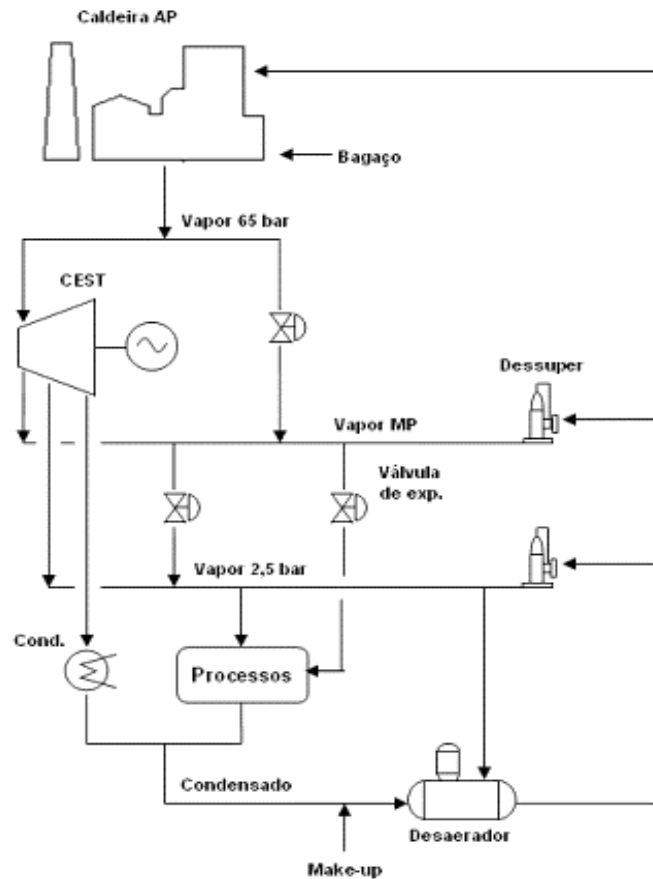 Caldeira AP
Bagaço
Vapor 65 bar
CEST
Dessuper
Vapor MP
Válvula
de exp.
Vapor 2,5 bar
Cond.
Processos
Condensado
Desaerador
Make-up